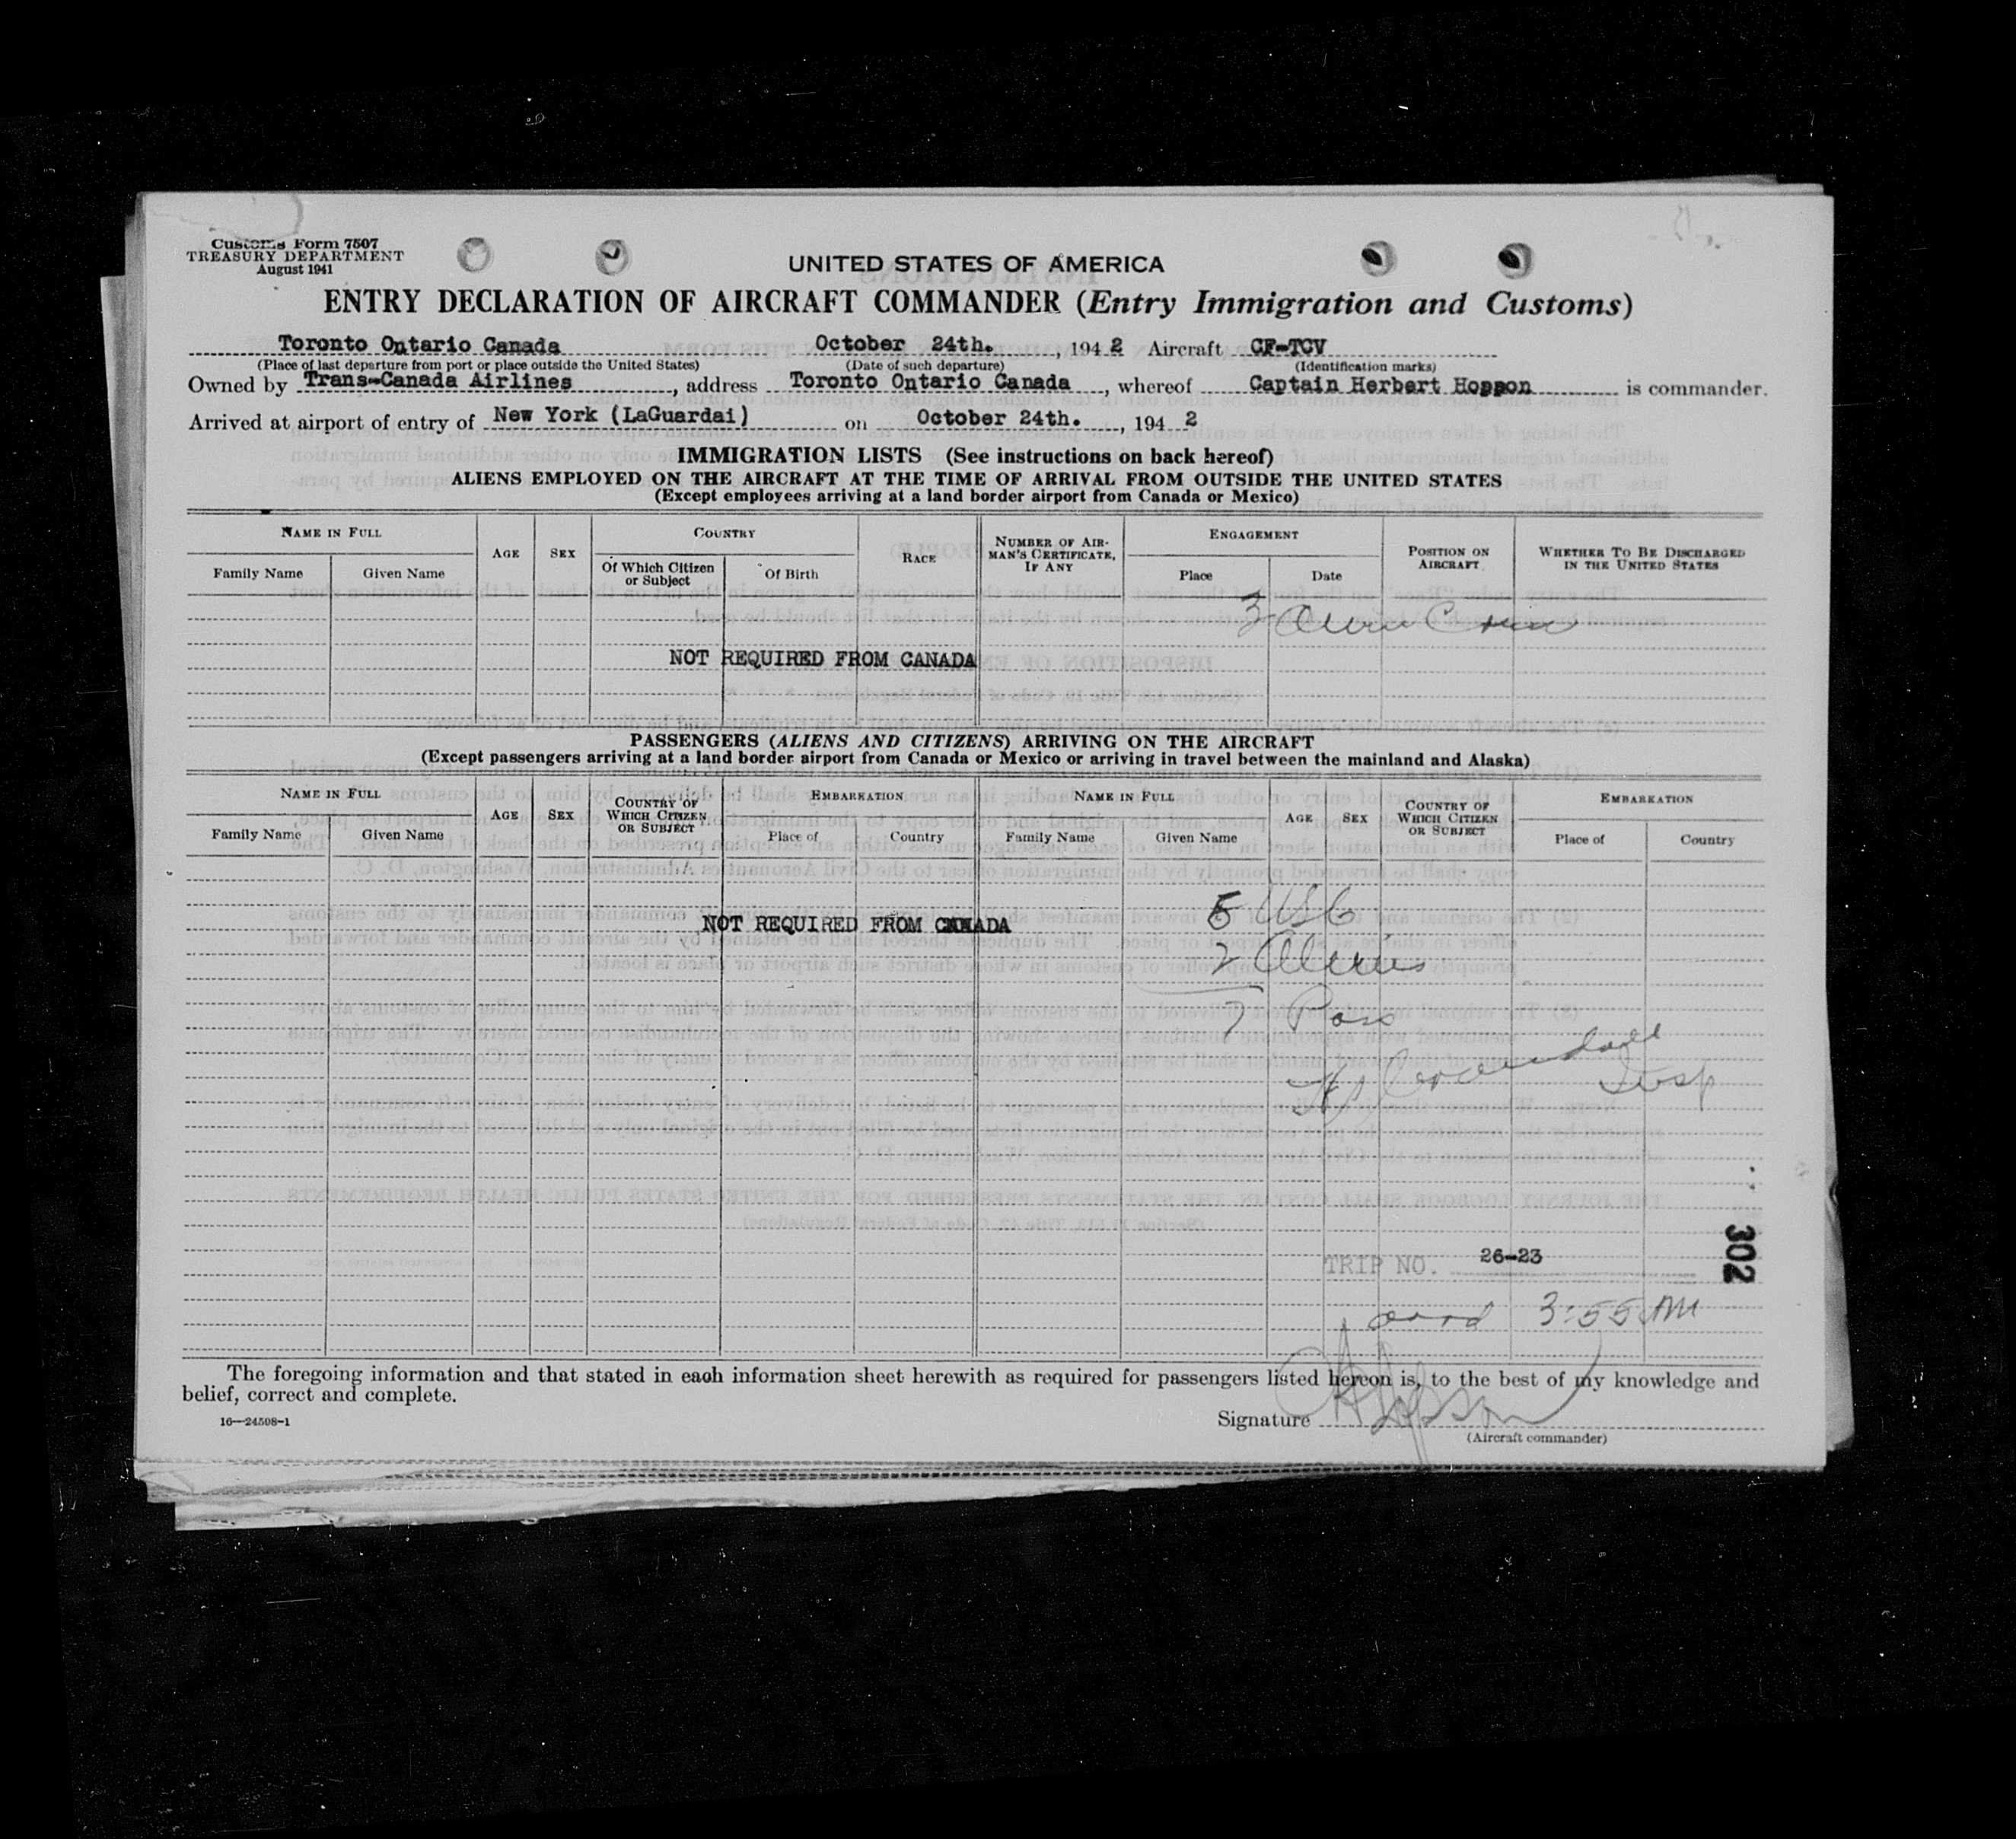 Customs Form 7507
TREASURY DEPARTMENT
August 1941
UNITED STATES OF AMERICA
ENTRY DECLARATION OF AIRCRAFT COMMANDER (Entry Immigration and Customs)
Toronto Ontario Canada October 24th. , 194 2 Aircraft CF-TCV
(Place of last departure from port or place outside the United States) (Date of such departure) (Identification marks)
Owned by Trans-Canada Airlines , address Toronto Ontario Canada , whereof Captain Herbert Hopson is commander.
Arrived at airport of entry of New York (LaGuardai) on October 24th. , 194 2
IMMIGRATION LISTS (See instructions on back hereof)
ALIENS EMPLOYED ON THE AIRCRAFT AT THE TIME OF ARRIVAL FROM OUTSIDE THE UNITED STATES
(Except employees arriving at a land border airport from Canada or Mexico)
NAME IN FULL
Family Name
Given Name
AGE
SEX
COUNTRY
Of Which Citizen
or Subject
Of Birth
RACE
NUMBER OF AIR-
MAN'S CERTIFICATE,
IF ANY
ENGAGEMENT
Place
Date
POSITION ON
AIRCRAFT
WHETHER TO BE DISCHARGED
IN THE UNITED STATES
3 Alien Crew
NOT REQUIRED FROM CANADA
PASSENGERS (ALIENS AND CITIZENS) ARRIVING ON THE AIRCRAFT
(Except passengers arriving at a land border airport from Canada or Mexico or arriving in travel between the mainland and Alaska)
NAME IN FULL
Family Name
Given Name
AGE
SEX
COUNTRY OF
WHICH CITIZEN
OR SUBJECT
EMBARKATION
Place of
Country
NAME IN FULL
Family Name
Given Name
AGE
SEX
COUNTRY OF
WHICH CITIZEN
OR SUBJECT
EMBARKATION
Place of
Country
5 USC
NOT REQUIRED FROM CANADA
2 Aliens
7 Pass
Insp
302
TRIP NO. 26-23
arrd 3:55 AM
The foregoing information and that stated in each information sheet herewith as required for passengers listed hereon is, to the best of my knowledge and
belief, correct and complete.
16—24508-1
Signature H Hopson
(Aircraft commander)